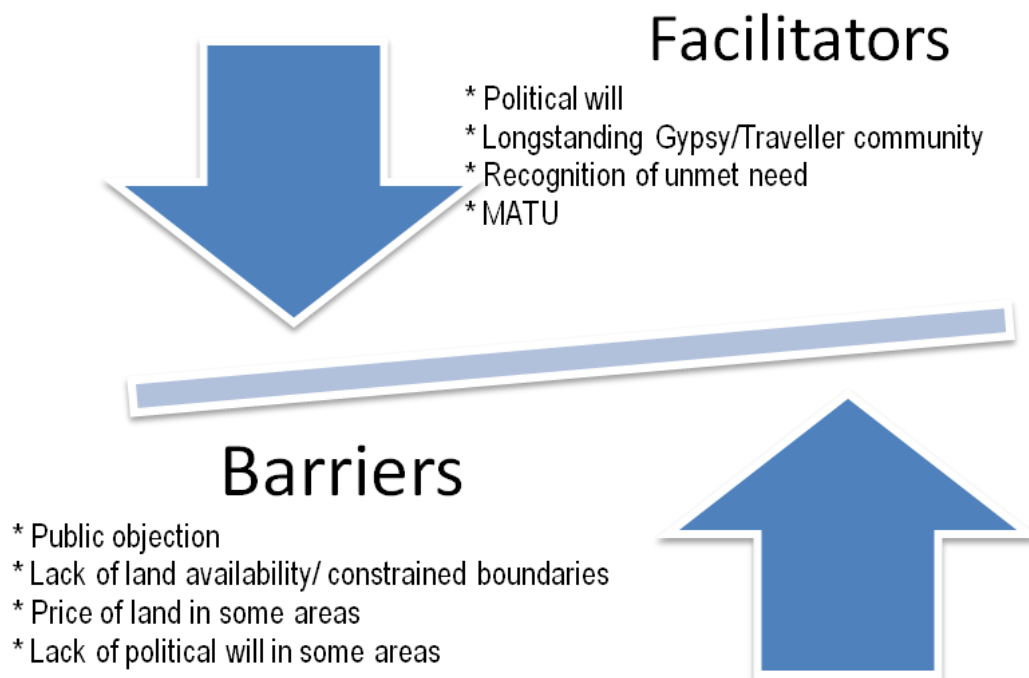 Facilitators
* Political will
* Longstanding Gypsy/Traveller community
* Recognition of unmet need
* MATU
Barriers
* Public objection
* Lack of land availability/ constrained boundaries
* Price of land in some areas
* Lack of political will in some areas